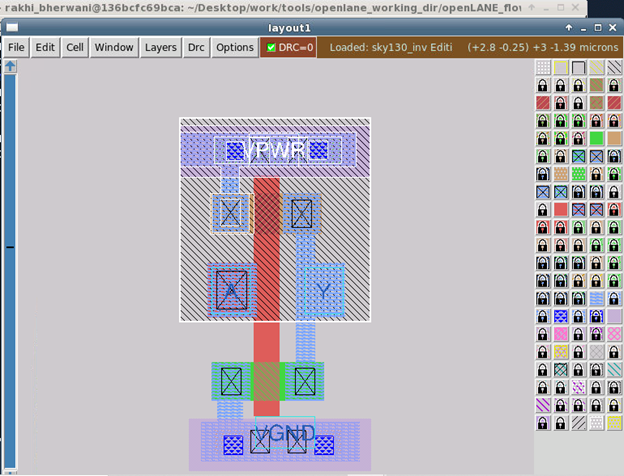 rakhi_bherwani@136bcfc69bca: ~/Desktop/work/tools/openlane_working_dir/openLANE_flo
layout1
File Edit Cell Window Layers Drc Options DRC=0 Loaded: sky130_inv Editi (+2.8 -0.25) +3 -1.39 microns
VPWR
A Y
VGND